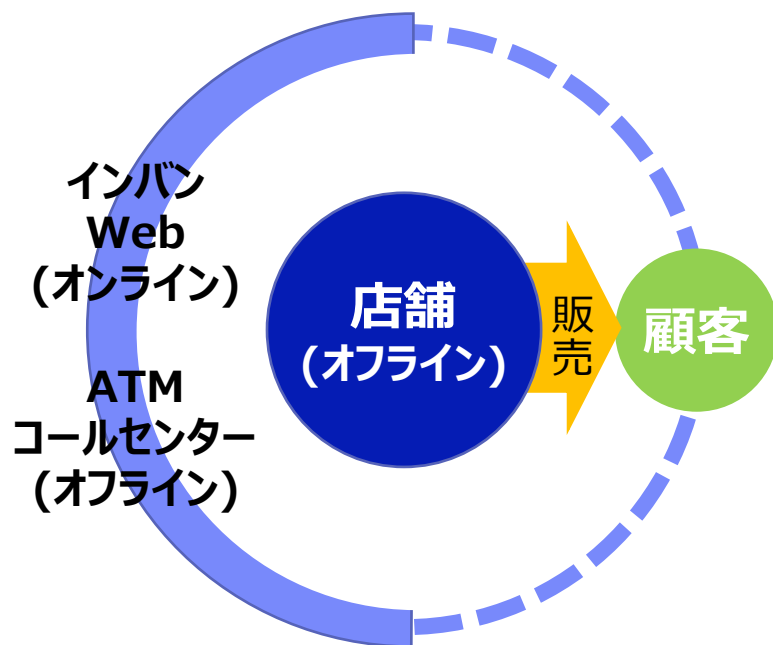 インバン
Web
(オンライン)
ATM
コールセンター
(オフライン)
店舗
(オフライン)
販売
顧客